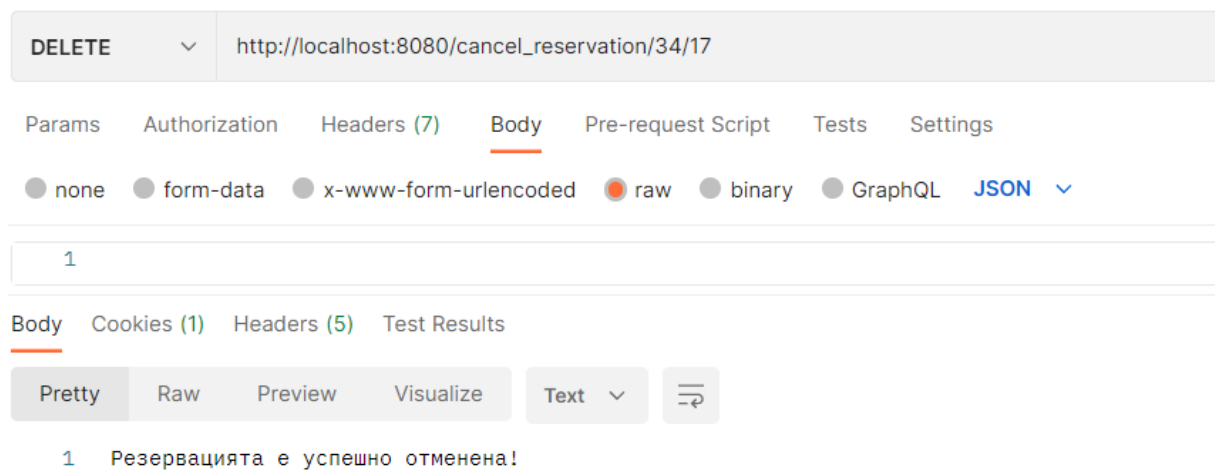 DELETE http://localhost:8080/cancel_reservation/34/17
Params Authorization Headers (7) Body Pre-request Script Tests Settings
none form-data x-www-form-urlencoded raw binary GraphQL JSON
1
Body Cookies (1) Headers (5) Test Results
Pretty Raw Preview Visualize Text
1 Резервацията е успешно отменена!